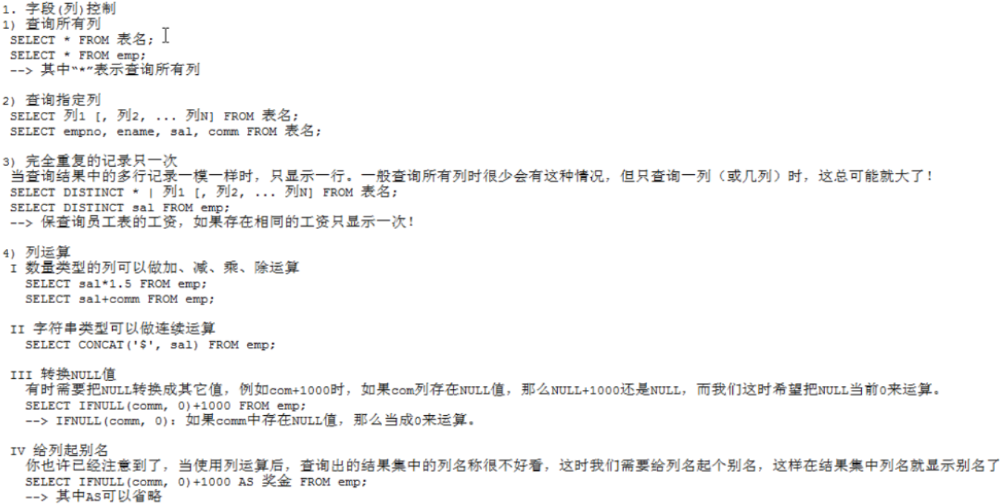 1. 字段(列)控制
1) 查询所有列
SELECT * FROM 表名;
SELECT * FROM emp;
--> 其中“*”表示查询所有列
2) 查询指定列
SELECT 列1 [, 列2, ... 列N] FROM 表名;
SELECT empno, ename, sal, comm FROM 表名;
3) 完全重复的记录只一次
当查询结果中的多行记录一模一样时，只显示一行。一般查询所有列时很少会有这种情况，但只查询一列（或几列）时，这总可能就大了！
SELECT DISTINCT * | 列1 [, 列2, ... 列N] FROM 表名;
SELECT DISTINCT sal FROM emp;
--> 保查询员工表的工资，如果存在相同的工资只显示一次！
4) 列运算
I 数量类型的列可以做加、减、乘、除运算
SELECT sal*1.5 FROM emp;
SELECT sal+comm FROM emp;
II 字符串类型可以做连续运算
SELECT CONCAT('$', sal) FROM emp;
III 转换NULL值
有时需要把NULL转换成其它值，例如com+1000时，如果com列存在NULL值，那么NULL+1000还是NULL，而我们这时希望把NULL当前0来运算。
SELECT IFNULL(comm, 0)+1000 FROM emp;
--> IFNULL(comm, 0)：如果comm中存在NULL值，那么当成0来运算。
IV 给列起别名
你也许已经注意到了，当使用列运算后，查询出的结果集中的列名称很不好看，这时我们需要给列名起个别名，这样在结果集中列名就显示别名了
SELECT IFNULL(comm, 0)+1000 AS 奖金 FROM emp;
--> 其中AS可以省略